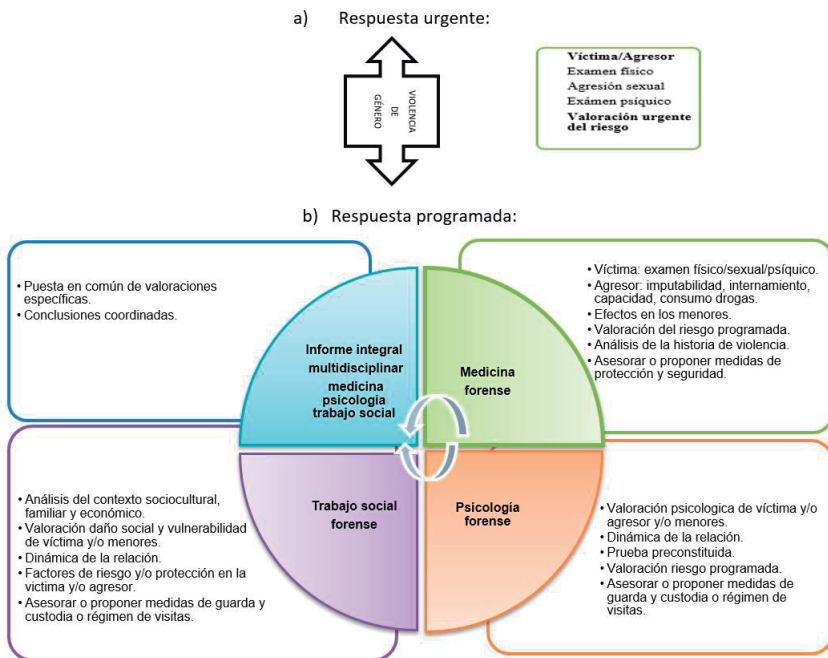 a) Respuesta urgente:
VIOLENCIA
DE
GÉNERO
Víctima/Agresor
Examen físico
Agresión sexual
Exámen psíquico
Valoración urgente
del riesgo
b) Respuesta programada:
• Puesta en común de valoraciones
específicas.
• Conclusiones coordinadas.
Informe integral
multidisciplinar
medicina
psicología
trabajo social
Medicina
forense
• Víctima: examen físico/sexual/psíquico.
• Agresor: imputabilidad, internamiento,
capacidad, consumo drogas.
• Efectos en los menores.
• Valoración del riesgo programada.
• Análisis de la historia de violencia.
• Asesorar o proponer medidas de
protección y seguridad.
• Análisis del contexto sociocultural,
familiar y económico.
• Valoración daño social y vulnerabilidad
de víctima y/o menores.
• Dinámica de la relación.
• Factores de riesgo y/o protección en la
victima y/o agresor.
• Asesorar o proponer medidas de guarda y
custodia o régimen de visitas.
Trabajo social
forense
Psicología
forense
• Valoración psicologica de víctima y/o
agresor y/o menores.
• Dinámica de la relación.
• Prueba preconstituida.
• Valoración riesgo programada.
• Asesorar o proponer medidas de
guarda y custodia o régimen de
visitas.